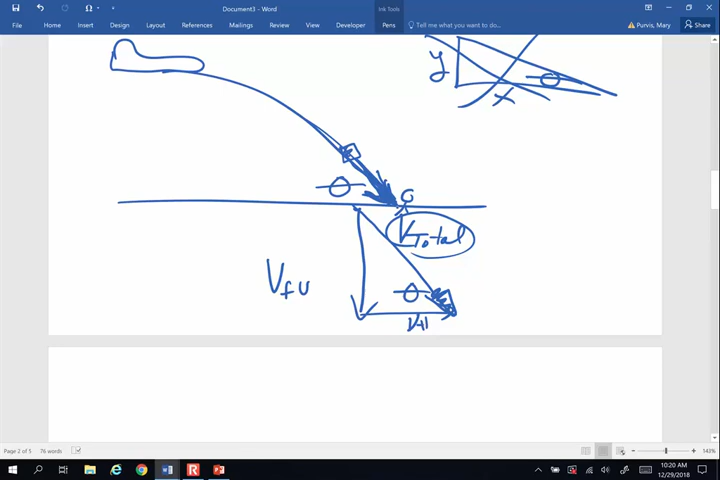 Document3 - Word
Ink Tools
Purvis, Mary
File
Home
Insert
Design
Layout
References
Mailings
Review
View
Developer
Pens
Tell me what you want to do...
Share
y
x
θ
θ
V Total
Vfv
θ
VH
Page 2 of 5
76 words
143%
10:20 AM
12/29/2018